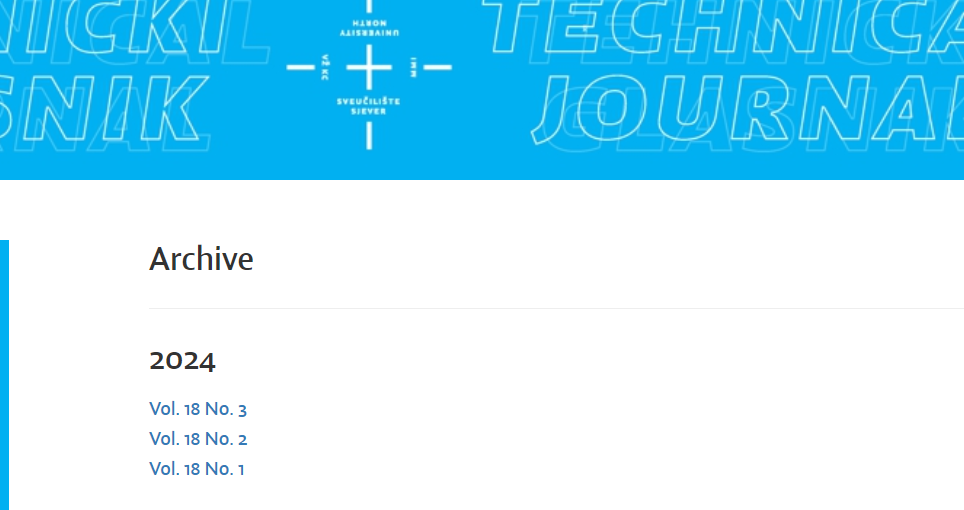 NIČKI
SNIK
UNIVERSITY
NORTH
SVEUČILIŠTE
SJEVER
TECHNICA
JOURNAL
Archive
2024
Vol. 18 No. 3
Vol. 18 No. 2
Vol. 18 No. 1